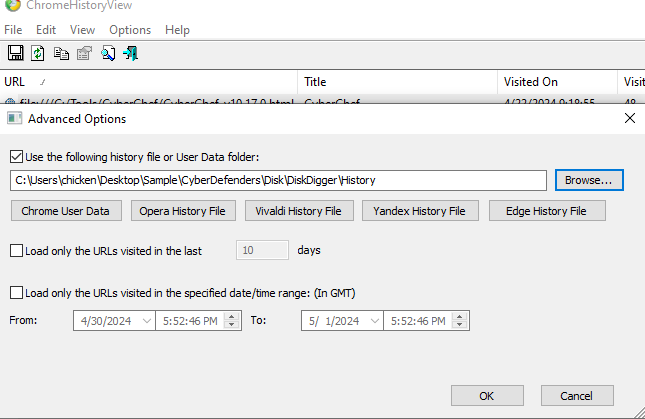 ChromeHistoryView
File Edit View Options Help
URL / Title Visited On Visit
file:///C:/Tools/CyberChef/CyberChef_v10.17.0.html CyberChef 4/22/2024 9:18:55 48
Advanced Options
Use the following history file or User Data folder:
C:\Users\chicken\Desktop\Sample\CyberDefenders\Disk\DiskDigger\History Browse...
Chrome User Data Opera History File Vivaldi History File Yandex History File Edge History File
Load only the URLs visited in the last 10 days
Load only the URLs visited in the specified date/time range: (In GMT)
From: 4/30/2024 5:52:46 PM To: 5/ 1/2024 5:52:46 PM
OK Cancel